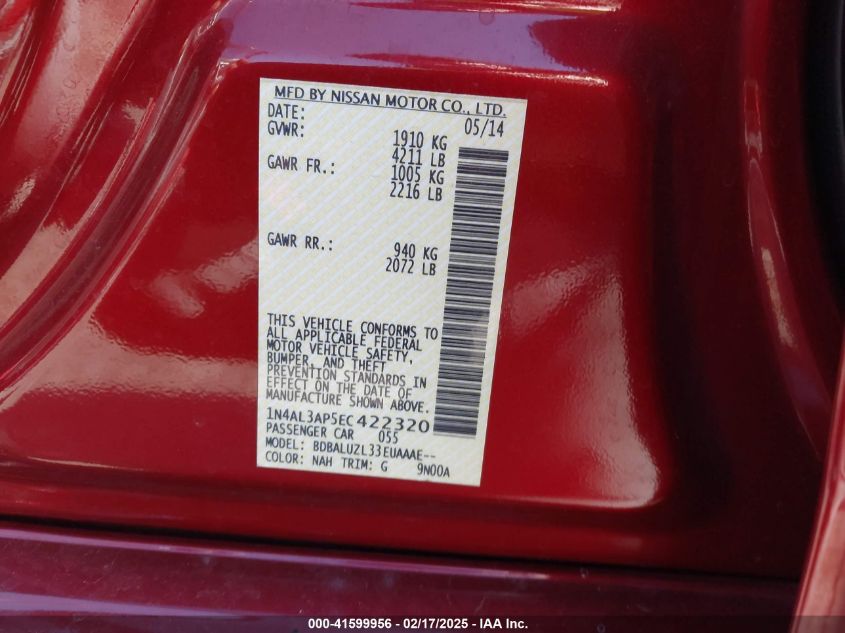 MFD BY NISSAN MOTOR CO., LTD.
DATE: 05/14
GVWR: 1910 KG
4211 LB
GAWR FR.: 1005 KG
2216 LB
GAWR RR.: 940 KG
2072 LB
THIS VEHICLE CONFORMS TO
ALL APPLICABLE FEDERAL
MOTOR VEHICLE SAFETY,
BUMPER, AND THEFT
PREVENTION STANDARDS IN
EFFECT ON THE DATE OF
MANUFACTURE SHOWN ABOVE.
1N4AL3AP5EC422320
PASSENGER CAR 055
MODEL: BDBALUZL33EUAAAE--
COLOR: NAH TRIM: G 9N00A
000-41599956 - 02/17/2025 - IAA Inc.